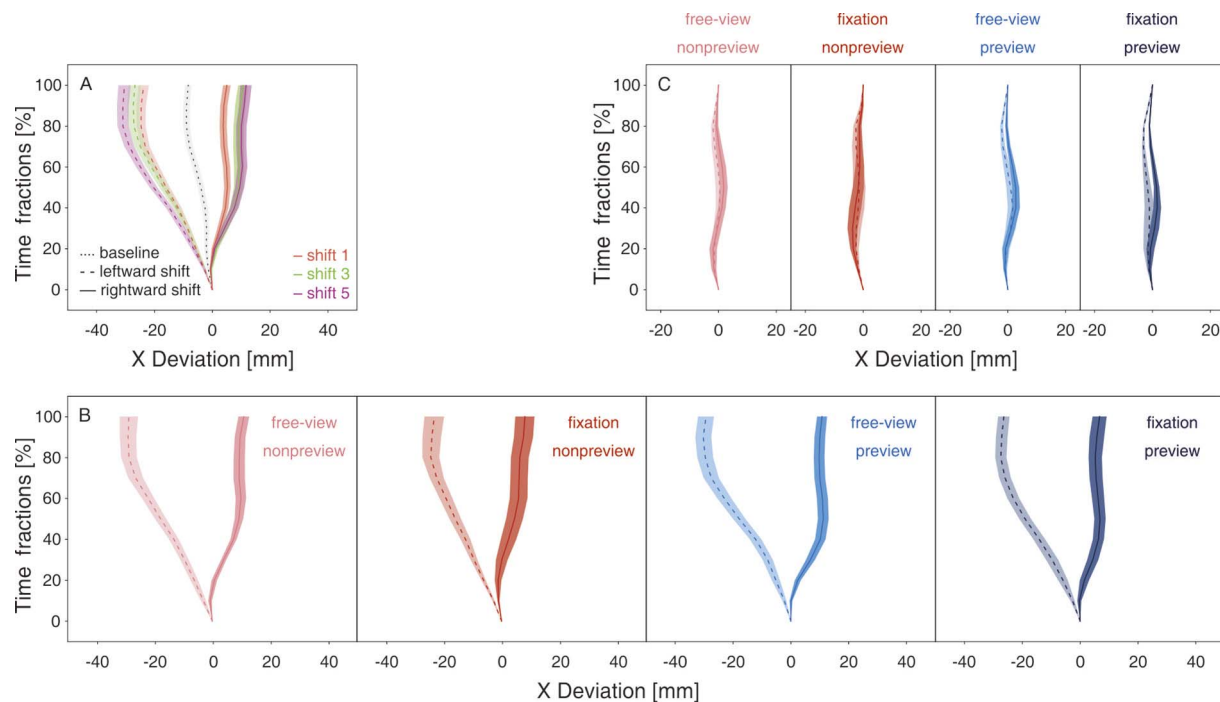 free-view
nonpreview
fixation
nonpreview
free-view
preview
fixation
preview
A
Time fractions [%]
100
80
60
40
20
0
baseline
leftward shift
rightward shift
shift 1
shift 3
shift 5
-40 -20 0 20 40
X Deviation [mm]
C
Time fractions [%]
100
80
60
40
20
0
-20 0 20 -20 0 20 -20 0 20 -20 0 20
X Deviation [mm]
B
Time fractions [%]
100
80
60
40
20
0
free-view
nonpreview
fixation
nonpreview
free-view
preview
fixation
preview
-40 -20 0 20 -40 -20 0 20 -40 -20 0 20 -40 -20 0 20
X Deviation [mm]